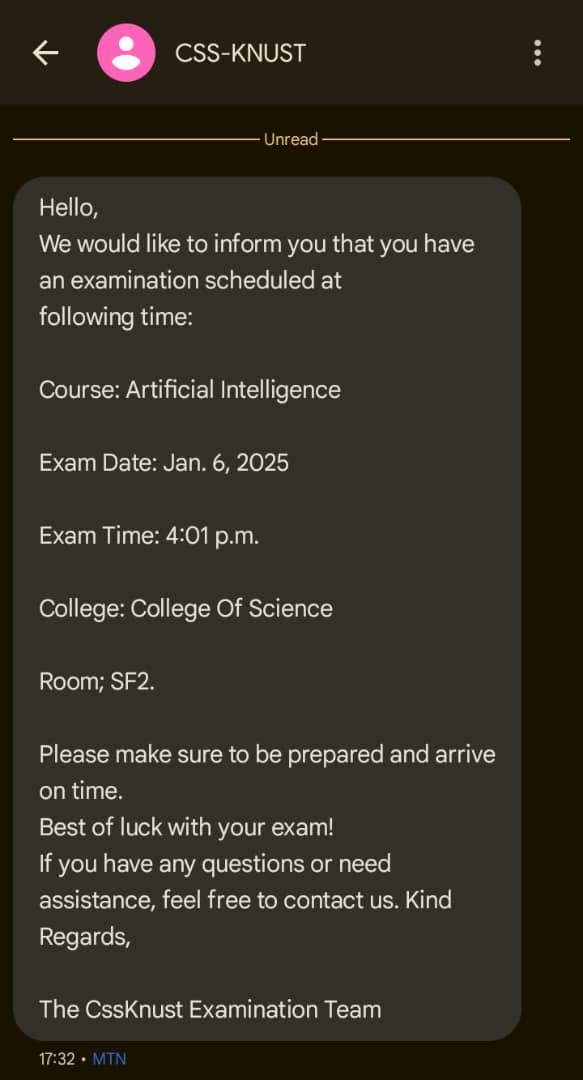 CSS-KNUST
Unread
Hello,
We would like to inform you that you have
an examination scheduled at
following time:
Course: Artificial Intelligence
Exam Date: Jan. 6, 2025
Exam Time: 4:01 p.m.
College: College Of Science
Room; SF2.
Please make sure to be prepared and arrive
on time.
Best of luck with your exam!
If you have any questions or need
assistance, feel free to contact us. Kind
Regards,
The CssKnust Examination Team
17:32 • MTN